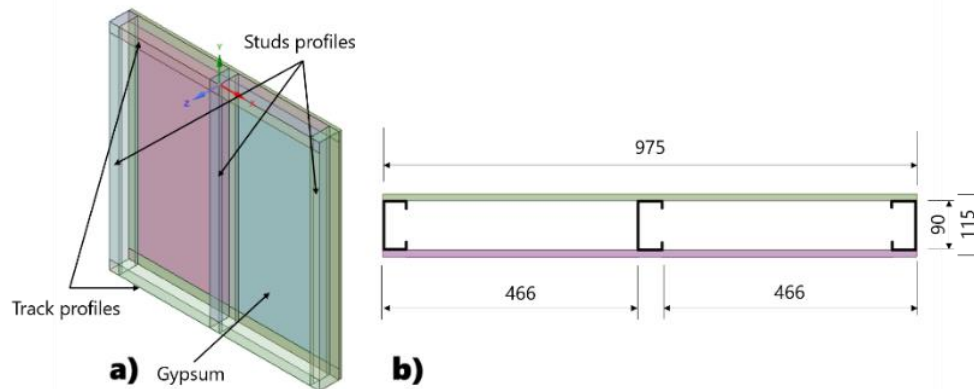 Studs profiles
Y
Z
X
Track profiles
Gypsum
a)
975
90
115
466
466
b)